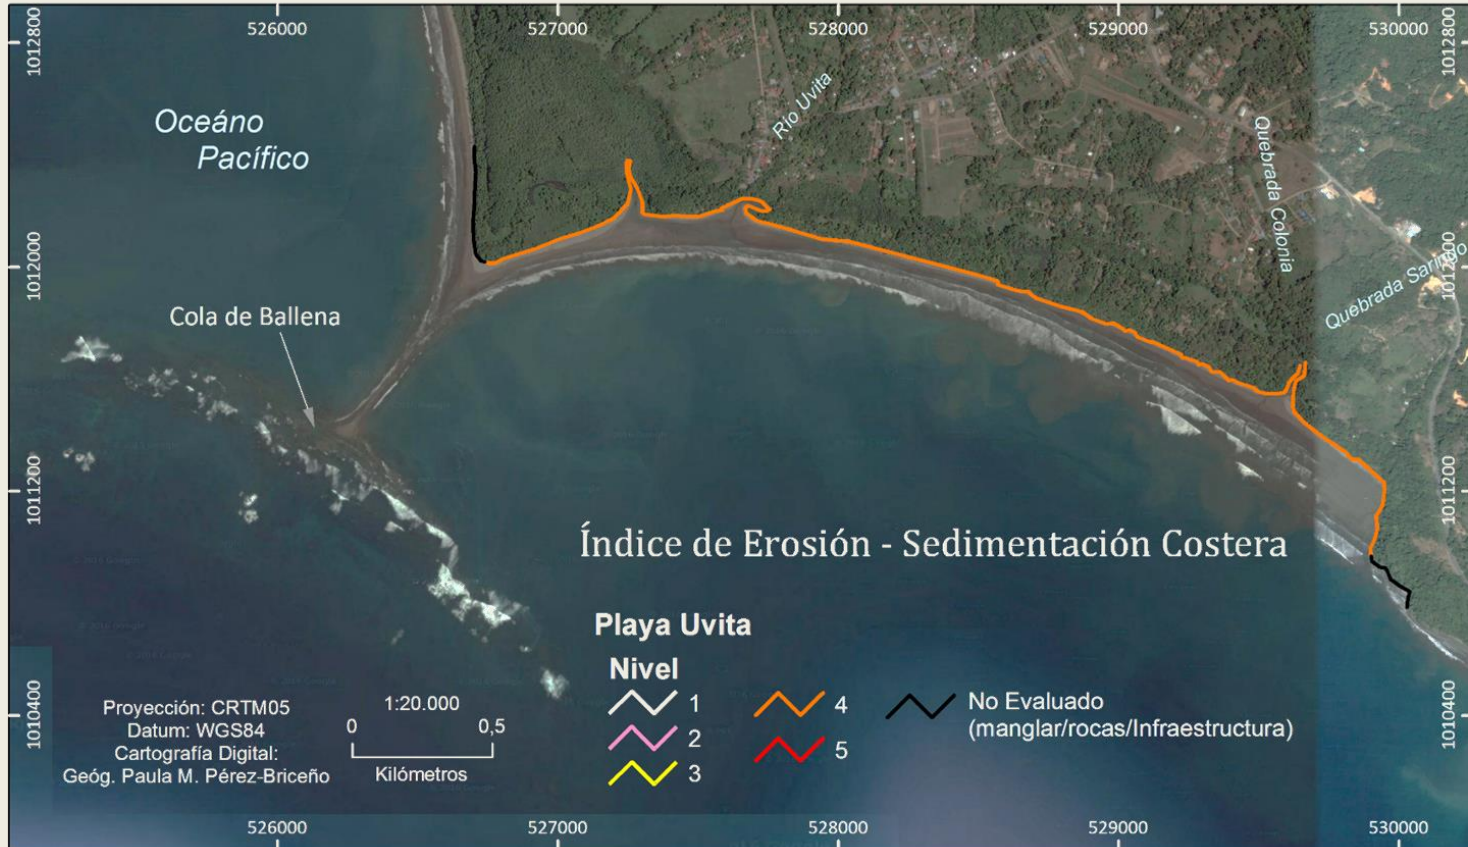 526000
527000
528000
529000
530000
1012800
1012800
Oceáno
Pacífico
Río Uvita
Quebrada Colonia
Quebrada Sarindo
1012000
1012000
Cola de Ballena
1011200
1011200
Índice de Erosión - Sedimentación Costera
Playa Uvita
Nivel
1
2
3
4
5
No Evaluado
(manglar/rocas/Infraestructura)
1010400
1010400
Proyección: CRTM05
Datum: WGS84
Cartografía Digital:
Geóg. Paula M. Pérez-Briceño
1:20.000
0
0,5
Kilómetros
526000
527000
528000
529000
530000